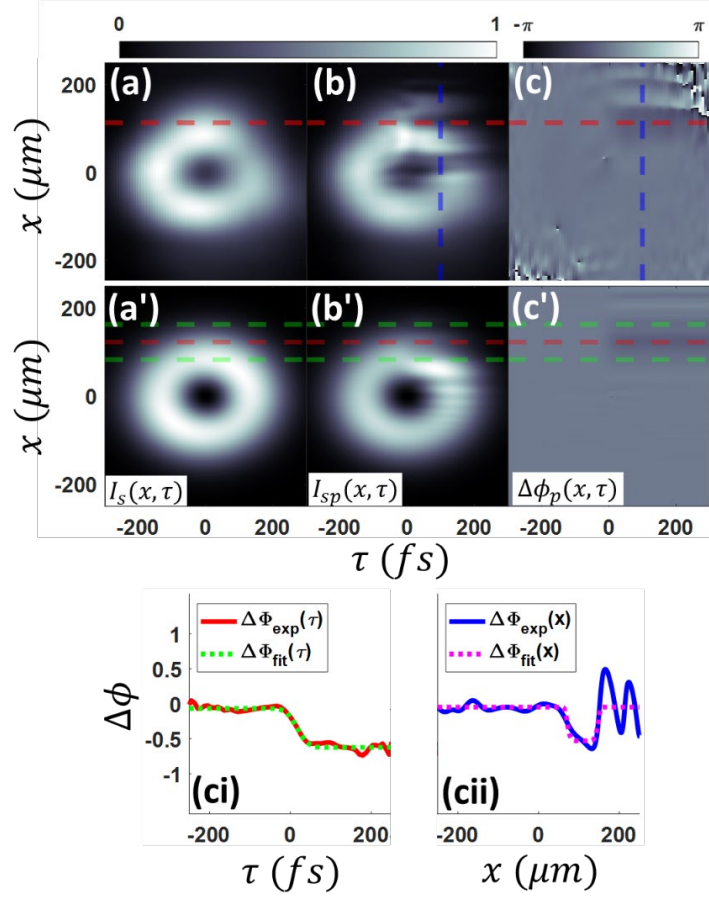 0 1 -π π
(a) (b) (c)
200
x (μm) 0
-200
(a') (b') (c')
200
x (μm) 0
-200
I_s(x, τ) I_sp(x, τ) Δϕ_p(x, τ)
-200 0 200 -200 0 200 -200 0 200
τ (fs)
ΔΦ_exp(τ) ΔΦ_exp(x)
ΔΦ_fit(τ) ΔΦ_fit(x)
1
0
Δϕ
-0.5
-1
0.5
(ci) (cii)
-200 0 200 -200 0 200
τ (fs) x (μm)